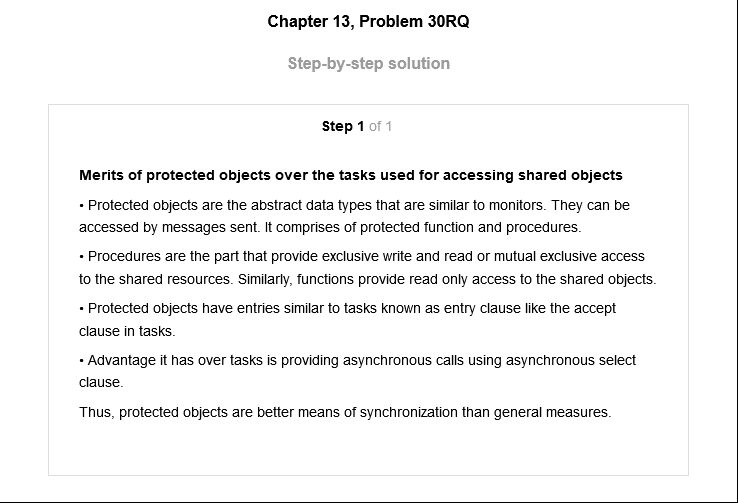 Chapter 13, Problem 30RQ
Step-by-step solution
Step 1 of 1
Merits of protected objects over the tasks used for accessing shared objects
• Protected objects are the abstract data types that are similar to monitors. They can be
accessed by messages sent. It comprises of protected function and procedures.
• Procedures are the part that provide exclusive write and read or mutual exclusive access
to the shared resources. Similarly, functions provide read only access to the shared objects.
• Protected objects have entries similar to tasks known as entry clause like the accept
clause in tasks.
• Advantage it has over tasks is providing asynchronous calls using asynchronous select
clause.
Thus, protected objects are better means of synchronization than general measures.